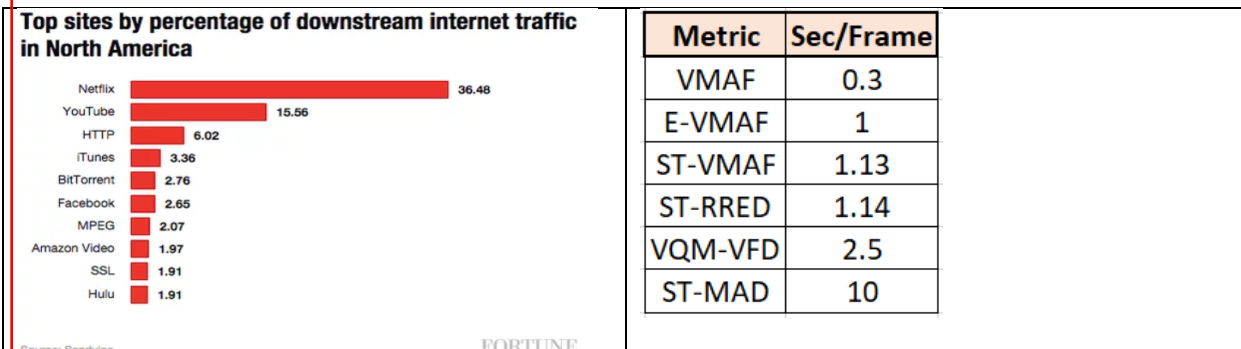 Top sites by percentage of downstream internet traffic
in North America
Netflix 36.48
YouTube 15.56
HTTP 6.02
iTunes 3.36
BitTorrent 2.76
Facebook 2.65
MPEG 2.07
Amazon Video 1.97
SSL 1.91
Hulu 1.91
FORTUNE
Metric Sec/Frame
VMAF 0.3
E-VMAF 1
ST-VMAF 1.13
ST-RRED 1.14
VQM-VFD 2.5
ST-MAD 10